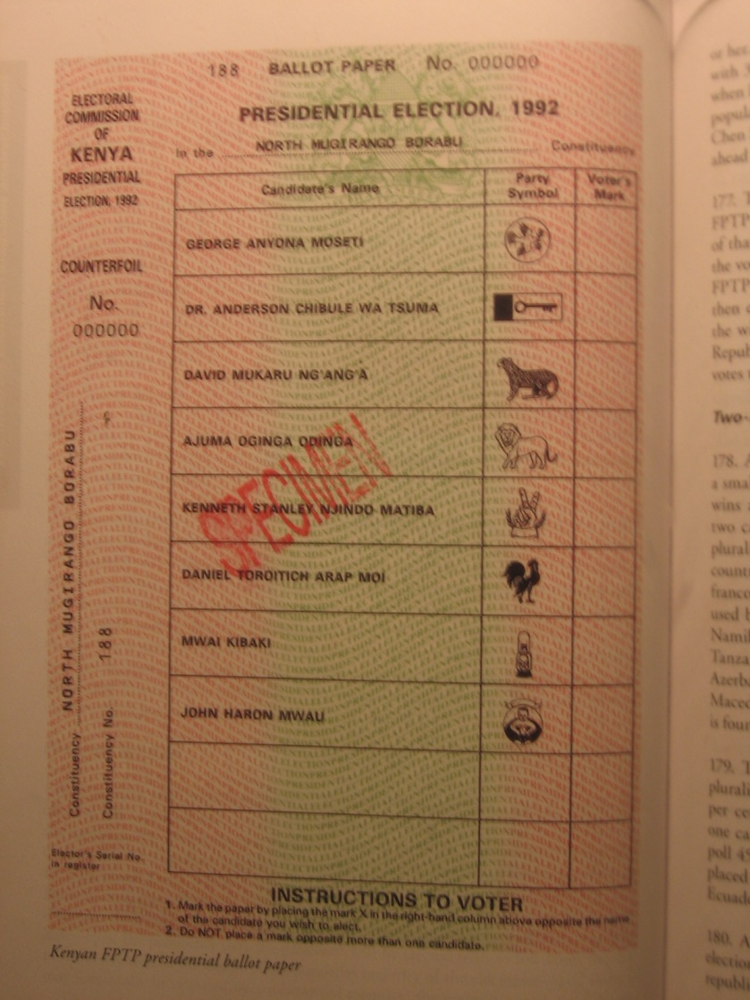 188 BALLOT PAPER No. 000000
ELECTORAL
COMMISSION
OF
KENYA
PRESIDENTIAL
ELECTION, 1992
COUNTERFOIL
No.
000000
Constituency NORTH MUGIRANGO BORABU
Constituency No. 188
Elector's Serial No.
in register
PRESIDENTIAL ELECTION, 1992
In the NORTH MUGIRANGO BORABU Constituency
Candidate's Name Party Symbol Voter's Mark
GEORGE ANYONA MOSETI
DR. ANDERSON CHIBULE WA TSUMA
DAVID MUKARU NG'ANG'A
AJUMA OGINGA ODINGA
SPECIMEN
KENNETH STANLEY NJINDO MATIBA
DANIEL TOROITICH ARAP MOI
MWAI KIBAKI
JOHN HARON MWAU
INSTRUCTIONS TO VOTER
1. Mark the paper by placing the mark X in the right-hand column above opposite the name
of the candidate you wish to elect.
2. Do NOT place a mark opposite more than one candidate.
Kenyan FPTP presidential ballot paper
or her
with
when
Chen
ahead
177.
FPTP
of tha
the vo
FPTP
then
the w
Repub
votes
Two-
178. A
a sma
wins
two c
plural
count
franco
used b
Namib
Tanza
Azerb
Maced
is four
179. T
plurali
per ce
one ca
poll 4
placed
Ecuad
180. A
electio
republ